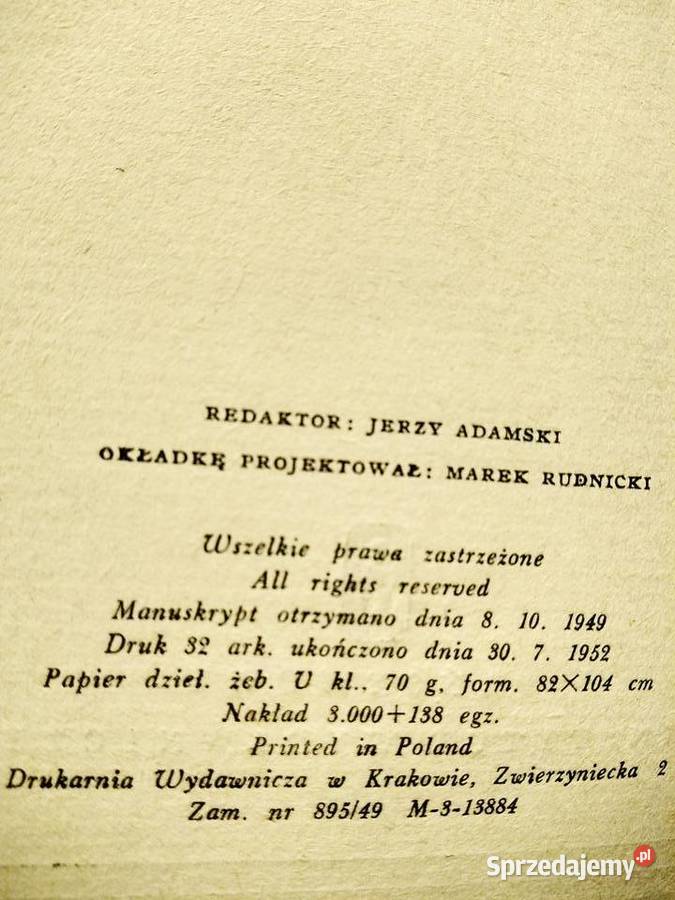 REDAKTOR: JERZY ADAMSKI
OKŁADKĘ PROJEKTOWAŁ: MAREK RUDNICKI
Wszelkie prawa zastrzeżone
All rights reserved
Manuskrypt otrzymano dnia 8. 10. 1949
Druk 32 ark. ukończono dnia 30. 7. 1952
Papier dzieł. żeb. U kl.. 70 g, form. 82×104 cm
Nakład 3.000+138 egz.
Printed in Poland
Drukarnia Wydawnicza w Krakowie, Zwierzyniecka 2
Zam. nr 895/49 M-3-13884
Sprzedajemy.pl